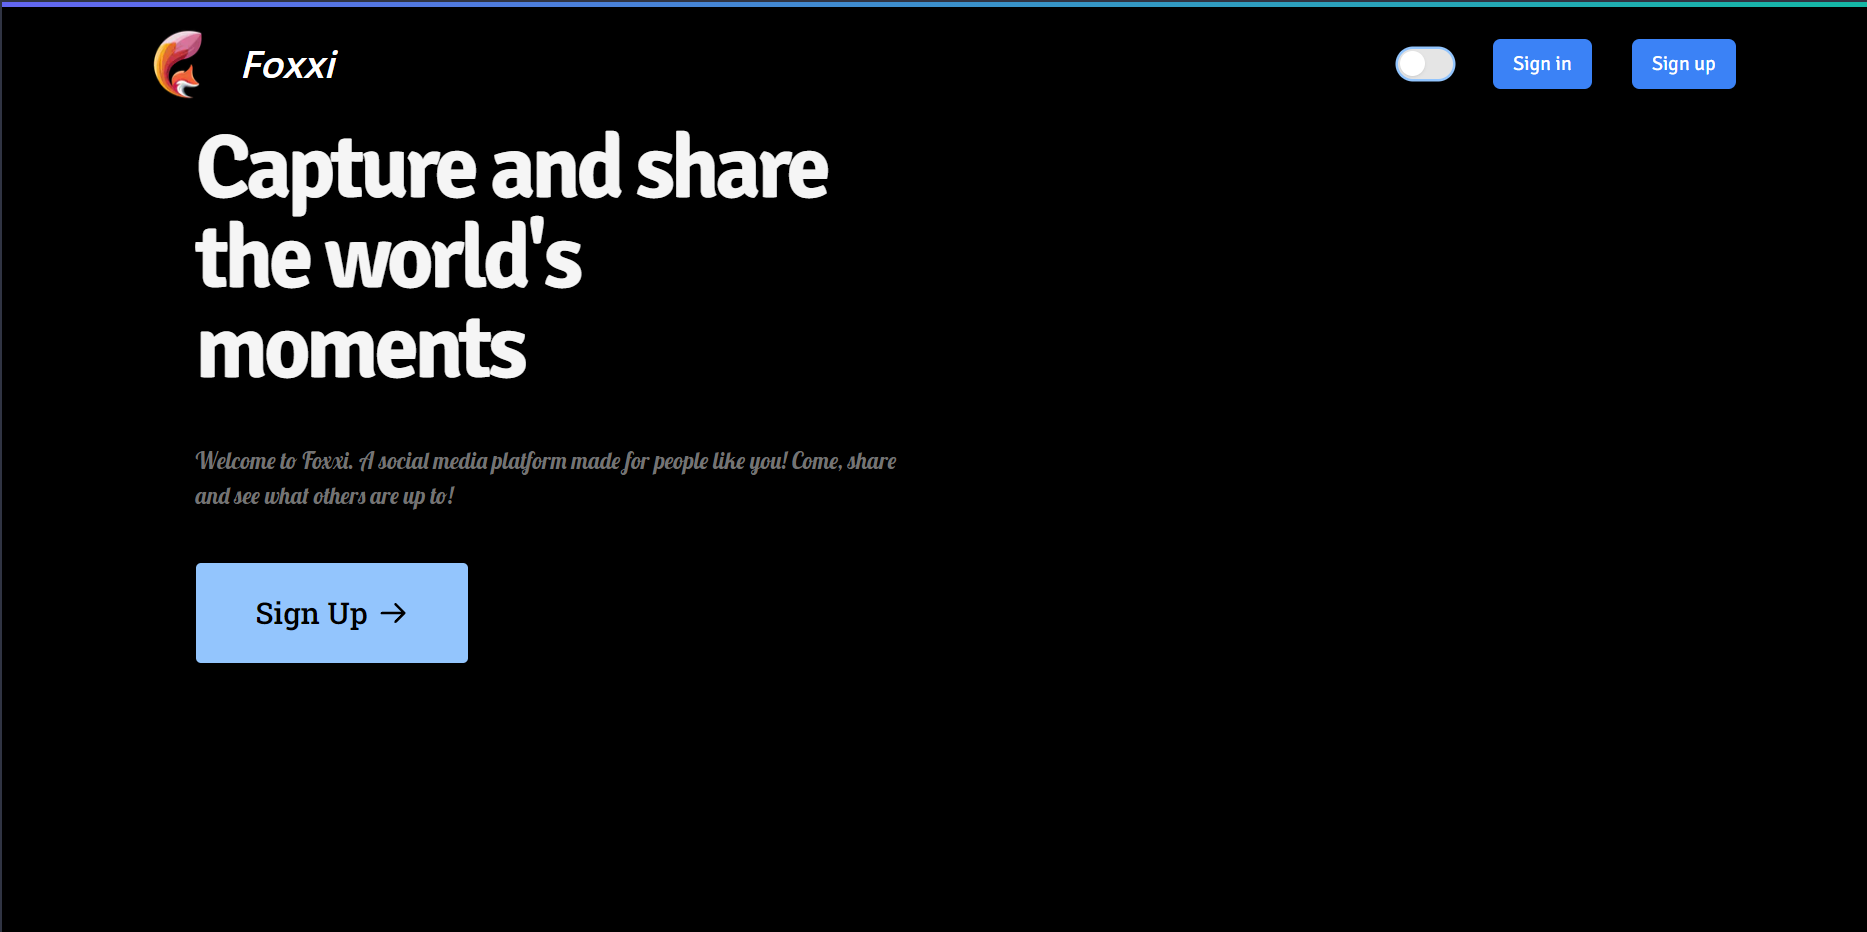 Foxxi
Sign in
Sign up
Capture and share
the world's
moments
Welcome to Foxxi. A social media platform made for people like you! Come, share
and see what others are up to!
Sign Up →